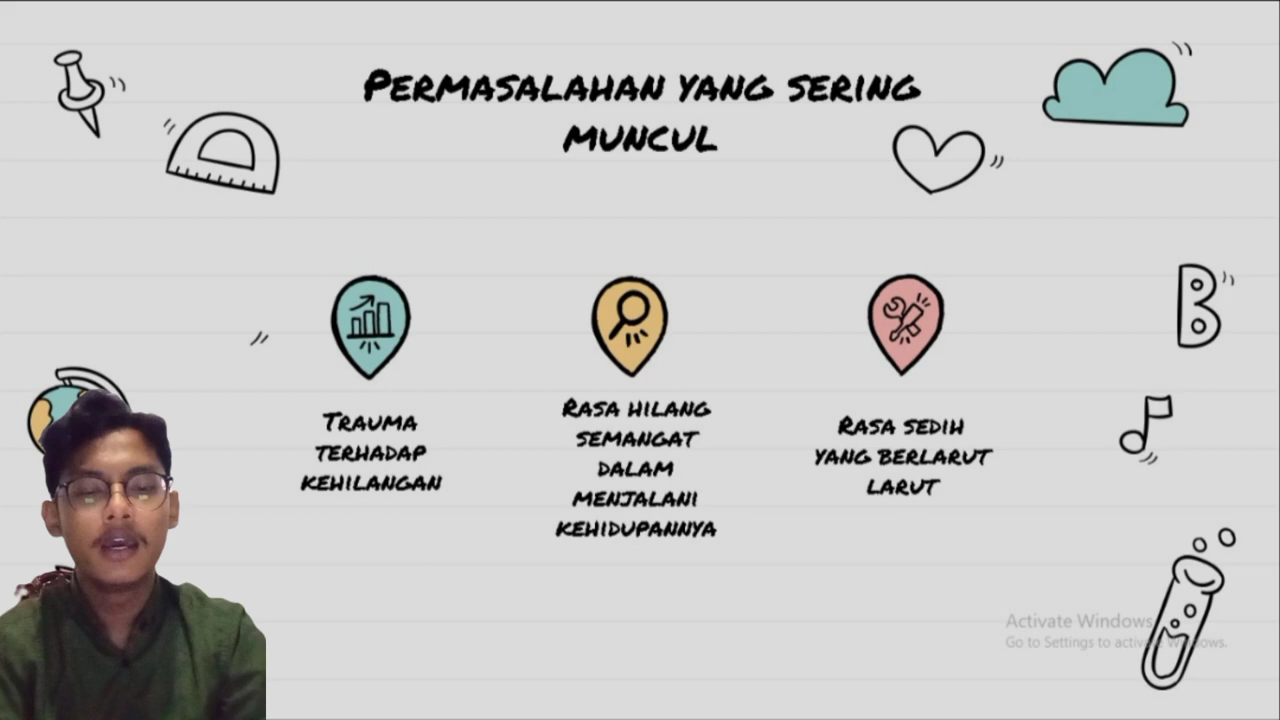 PERMASALAHAN YANG SERING
MUNCUL
TRAUMA
TERHADAP
KEHILANGAN
RASA HILANG
SEMANGAT
DALAM
MENJALANI
KEHIDUPANNYA
RASA SEDIH
YANG BERLARUT
LARUT
B
Activate Windows
Go to Settings to activate Windows.